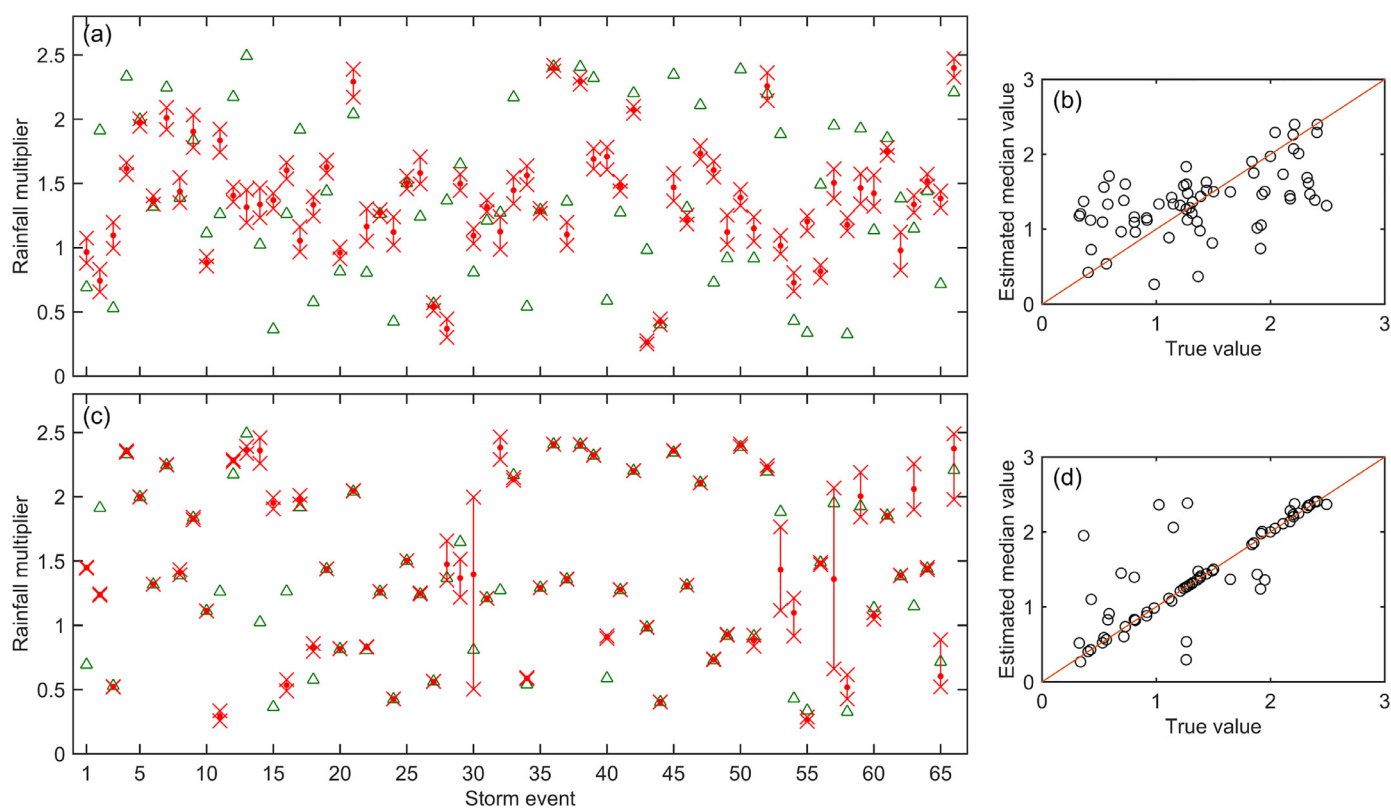 (a)
Rainfall multiplier
2.5
2
1.5
1
0.5
0
(b)
Estimated median value
3
2
1
0
0 1 2 3
True value
(c)
Rainfall multiplier
2.5
2
1.5
1
0.5
0
1 5 10 15 20 25 30 35 40 45 50 55 60 65
Storm event
(d)
Estimated median value
3
2
1
0
0 1 2 3
True value